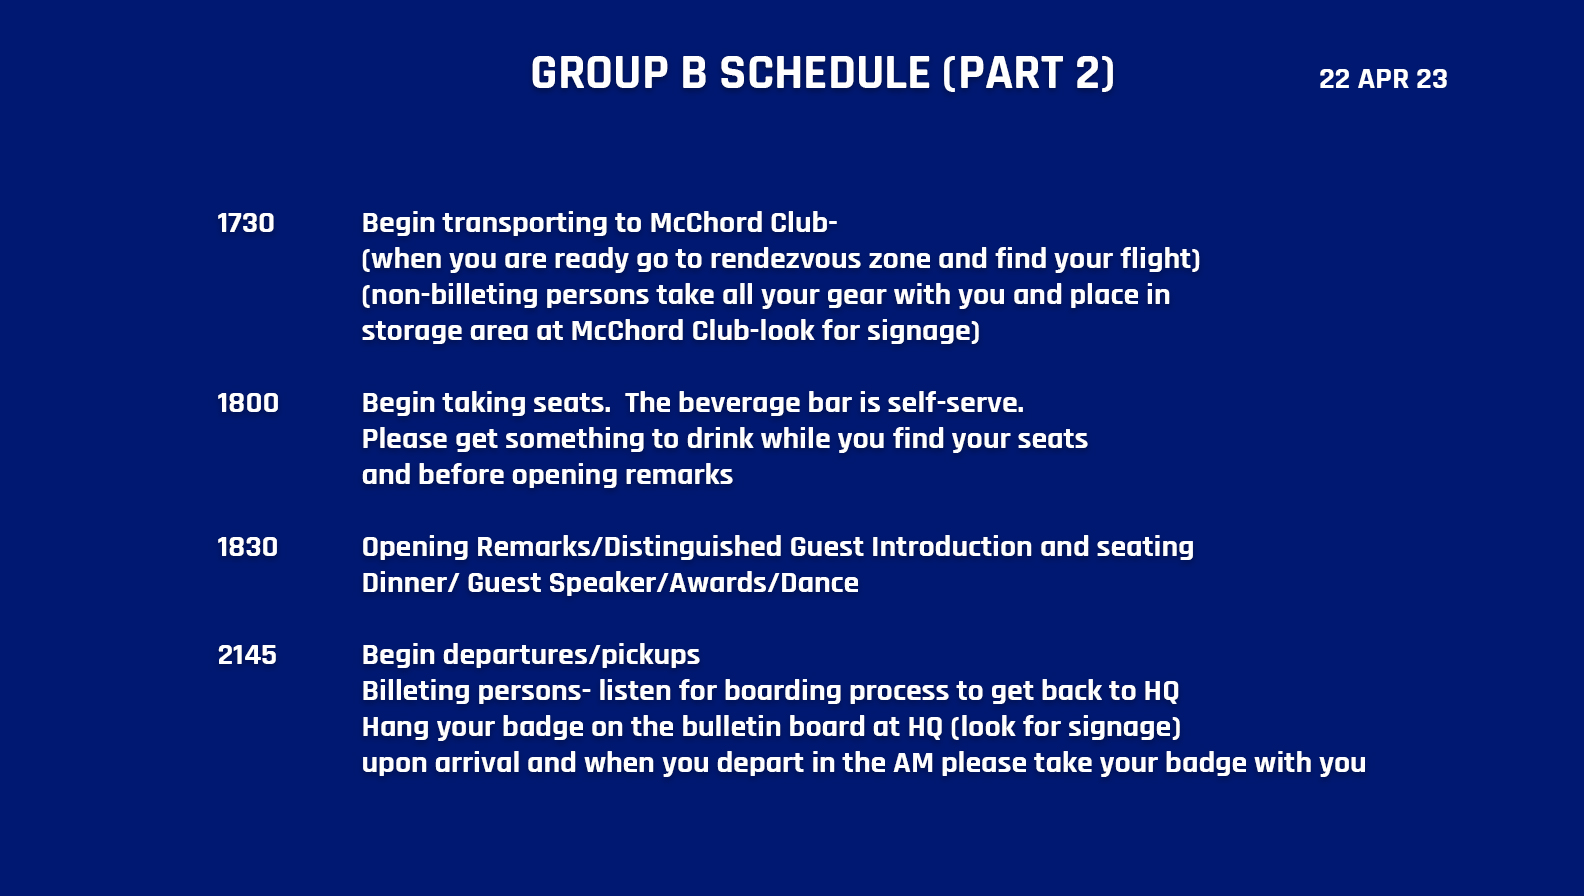 GROUP B SCHEDULE (PART 2)
22 APR 23
1730 Begin transporting to McChord Club-
(when you are ready go to rendezvous zone and find your flight)
(non-billeting persons take all your gear with you and place in
storage area at McChord Club-look for signage)
1800 Begin taking seats.  The beverage bar is self-serve.
Please get something to drink while you find your seats
and before opening remarks
1830 Opening Remarks/Distinguished Guest Introduction and seating
Dinner/ Guest Speaker/Awards/Dance
2145 Begin departures/pickups
Billeting persons- listen for boarding process to get back to HQ
Hang your badge on the bulletin board at HQ (look for signage)
upon arrival and when you depart in the AM please take your badge with you